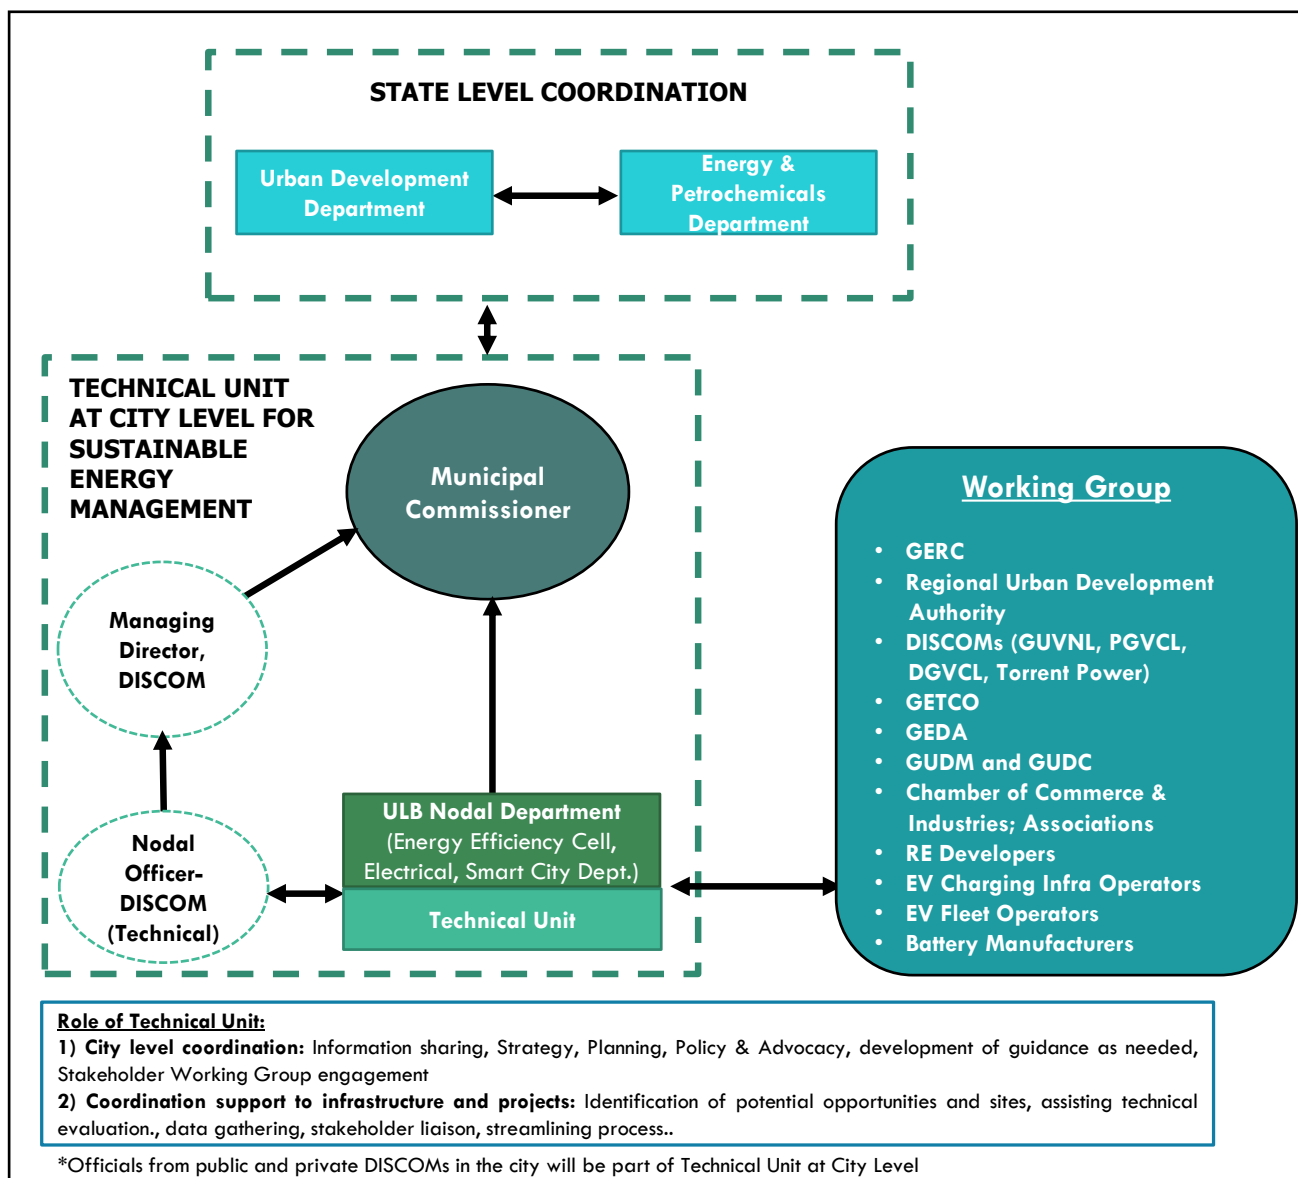 STATE LEVEL COORDINATION
Urban Development
Department
Energy &
Petrochemicals
Department
TECHNICAL UNIT
AT CITY LEVEL FOR
SUSTAINABLE
ENERGY
MANAGEMENT
Municipal
Commissioner
Managing
Director,
DISCOM
Nodal
Officer-
DISCOM
(Technical)
ULB Nodal Department
(Energy Efficiency Cell,
Electrical, Smart City Dept.)
Technical Unit
Working Group
• GERC
• Regional Urban Development
Authority
• DISCOMs (GUVNL, PGVCL,
DGVCL, Torrent Power)
• GETCO
• GEDA
• GUDM and GUDC
• Chamber of Commerce &
Industries; Associations
• RE Developers
• EV Charging Infra Operators
• EV Fleet Operators
• Battery Manufacturers
Role of Technical Unit:
1) City level coordination: Information sharing, Strategy, Planning, Policy & Advocacy, development of guidance as needed,
Stakeholder Working Group engagement
2) Coordination support to infrastructure and projects: Identification of potential opportunities and sites, assisting technical
evaluation., data gathering, stakeholder liaison, streamlining process..
*Officials from public and private DISCOMs in the city will be part of Technical Unit at City Level